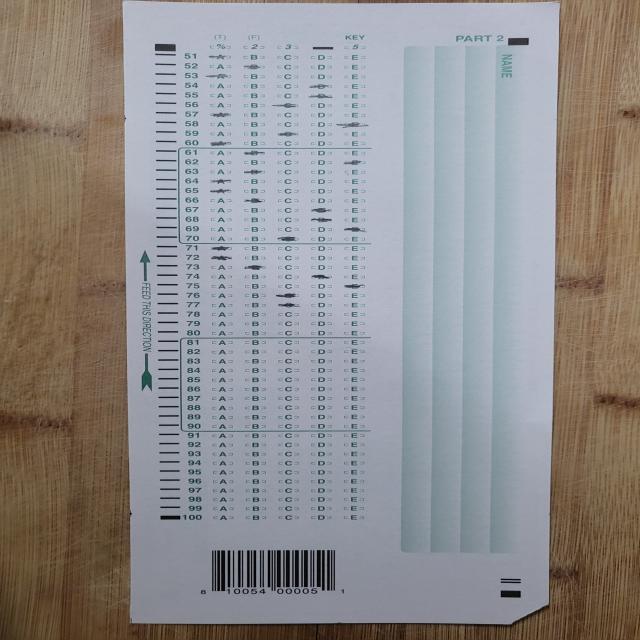 (T) (F) KEY PART 2
% 2 3 5
NAME
51 A B C D E
52 A B C D E
53 A B C D E
54 A B C D E
55 A B C D E
56 A B C D E
57 A B C D E
58 A B C D E
59 A B C D E
60 A B C D E
61 A B C D E
62 A B C D E
63 A B C D E
64 A B C D E
65 A B C D E
66 A B C D E
67 A B C D E
68 A B C D E
69 A B C D E
70 A B C D E
71 A B C D E
72 A B C D E
73 A B C D E
74 A B C D E
75 A B C D E
76 A B C D E
77 A B C D E
78 A B C D E
79 A B C D E
80 A B C D E
81 A B C D E
82 A B C D E
83 A B C D E
84 A B C D E
85 A B C D E
86 A B C D E
87 A B C D E
88 A B C D E
89 A B C D E
90 A B C D E
91 A B C D E
92 A B C D E
93 A B C D E
94 A B C D E
95 A B C D E
96 A B C D E
97 A B C D E
98 A B C D E
99 A B C D E
100 A B C D E
FEED THIS DIRECTION
8 10054 00005 1